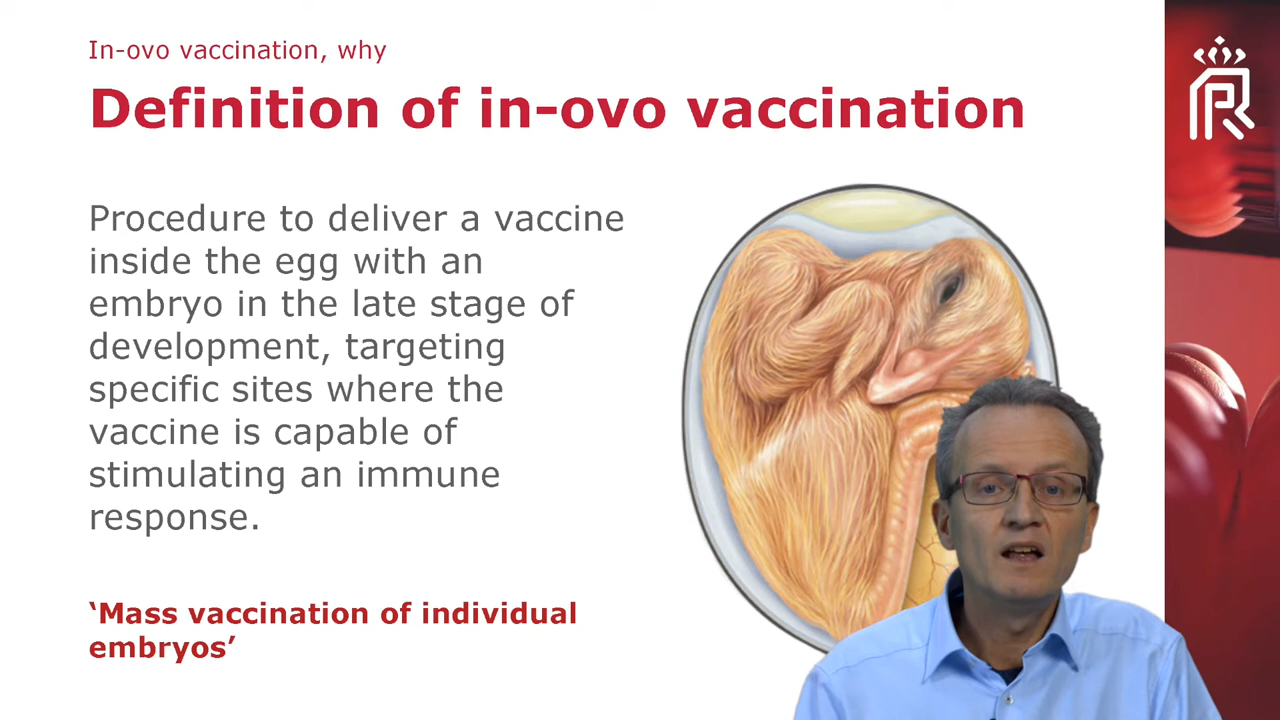 In-ovo vaccination, why
Definition of in-ovo vaccination
Procedure to deliver a vaccine
inside the egg with an
embryo in the late stage of
development, targeting
specific sites where the
vaccine is capable of
stimulating an immune
response.
‘Mass vaccination of individual
embryos’